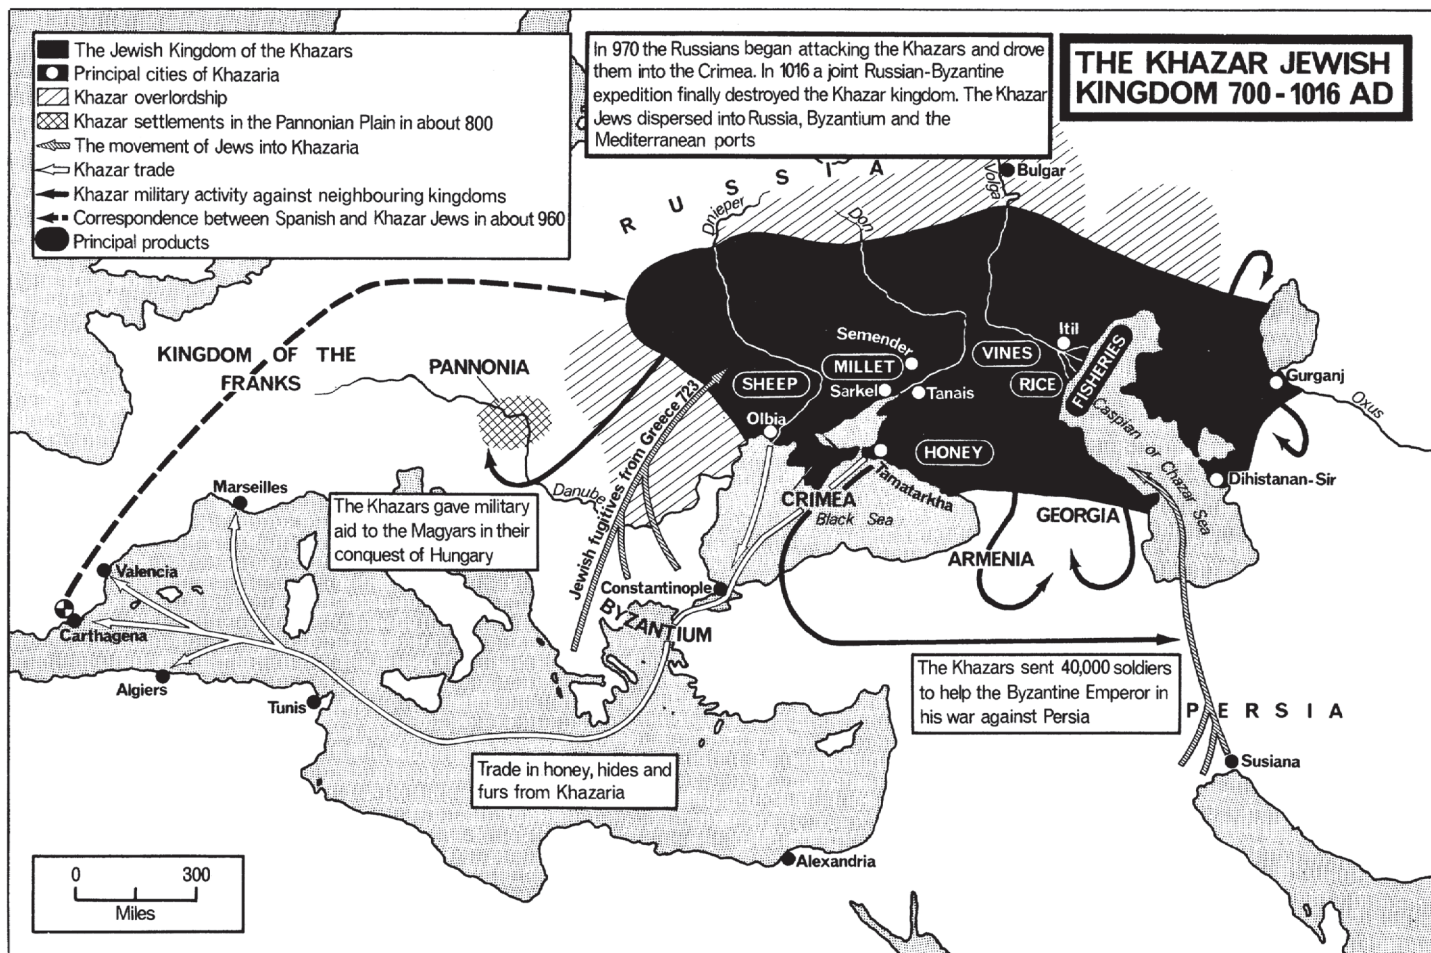 The Jewish Kingdom of the Khazars
Principal cities of Khazaria
Khazar overlordship
Khazar settlements in the Pannonian Plain in about 800
The movement of Jews into Khazaria
Khazar trade
Khazar military activity against neighbouring kingdoms
Correspondence between Spanish and Khazar Jews in about 960
Principal products
In 970 the Russians began attacking the Khazars and drove
them into the Crimea. In 1016 a joint Russian-Byzantine
expedition finally destroyed the Khazar kingdom. The Khazar
Jews dispersed into Russia, Byzantium and the
Mediterranean ports
THE KHAZAR JEWISH
KINGDOM 700-1016 AD
RUSSIA
Dnieper
Don
Volga
Bulgar
KINGDOM OF THE
FRANKS
PANNONIA
Semender
MILLET
SHEEP
Sarkel
Tanais
VINES
RICE
Itil
FISHERIES
Gurganj
Oxus
Olbia
HONEY
Caspian or Chazar Sea
Dihistanan-Sir
Jewish fugitives from Greece 723
Danube
Marseilles
The Khazars gave military
aid to the Magyars in their
conquest of Hungary
CRIMEA
Tamatarkha
Black Sea
GEORGIA
ARMENIA
Valencia
Carthagena
Constantinople
BYZANTIUM
Algiers
Tunis
The Khazars sent 40,000 soldiers
to help the Byzantine Emperor in
his war against Persia
PERSIA
Susiana
Trade in honey, hides and
furs from Khazaria
Alexandria
0 300
Miles